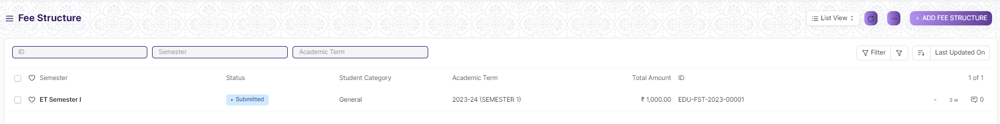 Fee Structure
List View
+ ADD FEE STRUCTURE
ID Semester Academic Term
Filter
Last Updated On
Semester Status Student Category Academic Term Total Amount ID 1 of 1
ET Semester I Submitted General 2023-24 (SEMESTER 1) ₹ 1,000.00 EDU-FST-2023-00001 - 3 w 0